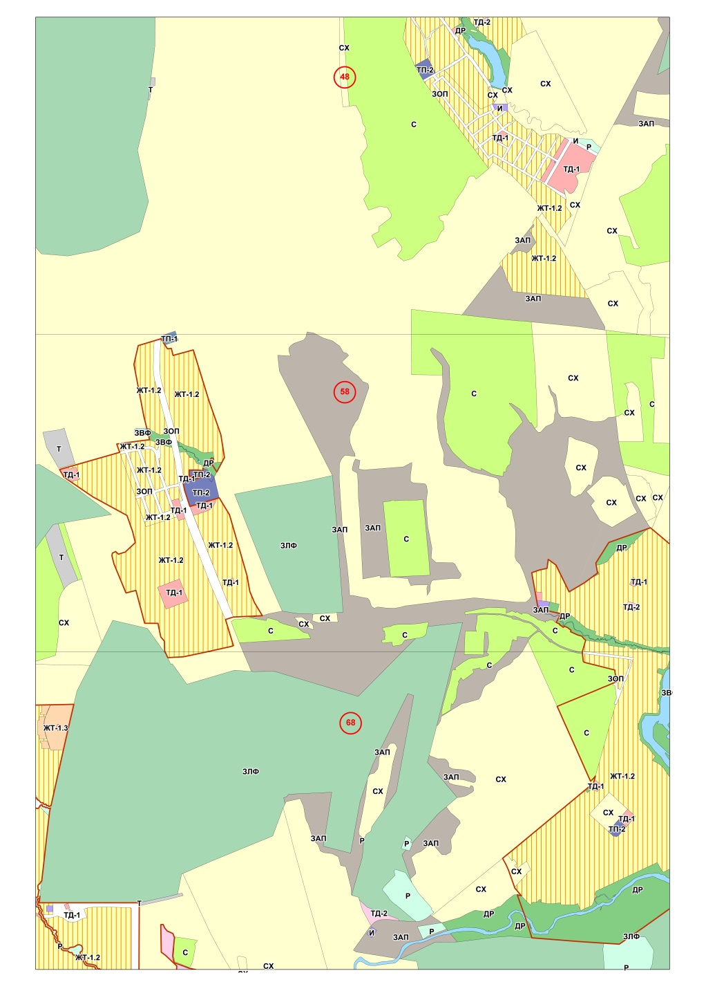 ТД-2
ДР
СХ
ТП-2
48
СХ
Т
СХ
СХ
ЗОП
И
С
ЗАП
ТД-1
И
Р
ТД-1
СХ
ЖТ-1.2
СХ
ЗАП
ЖТ-1.2
ЗАП
СХ
ТП-1
СХ
ЖТ-1.2
58
ЖТ-1.2
С
С
СХ
ЗВФ
ЗОП
ЗВФ
ЖТ-1.2
Т
ДР
СХ
ЖТ-1.2
ТД-1
ТП-2
ТД-1
ЗОП
ТП-2
СХ
СХ
СХ
ТД-1
ТД-1
ЖТ-1.2
ЗАП
ЗАП
С
ЖТ-1.2
ЗЛФ
ДР
Т
ЖТ-1.2
ТД-1
ТД-1
ТД-1
ТД-2
ЗАП
ДР
СХ
СХ
СХ
С
С
С
С
С
ЗОП
ЗВ
68
ЖТ-1.3
С
ЗАП
ЗЛФ
ЗАП
СХ
ЖТ-1.2
ТД-1
СХ
СХ
ТД-1
ТП-2
ЗАП
Р
Р
ЗАП
СХ
СХ
ДР
Р
Т
ТД-1
ТД-2
ДР
ДР
И
ЗАП
Р
ЗЛФ
Р
С
ЖТ-1.2
СХ
Р
СХ